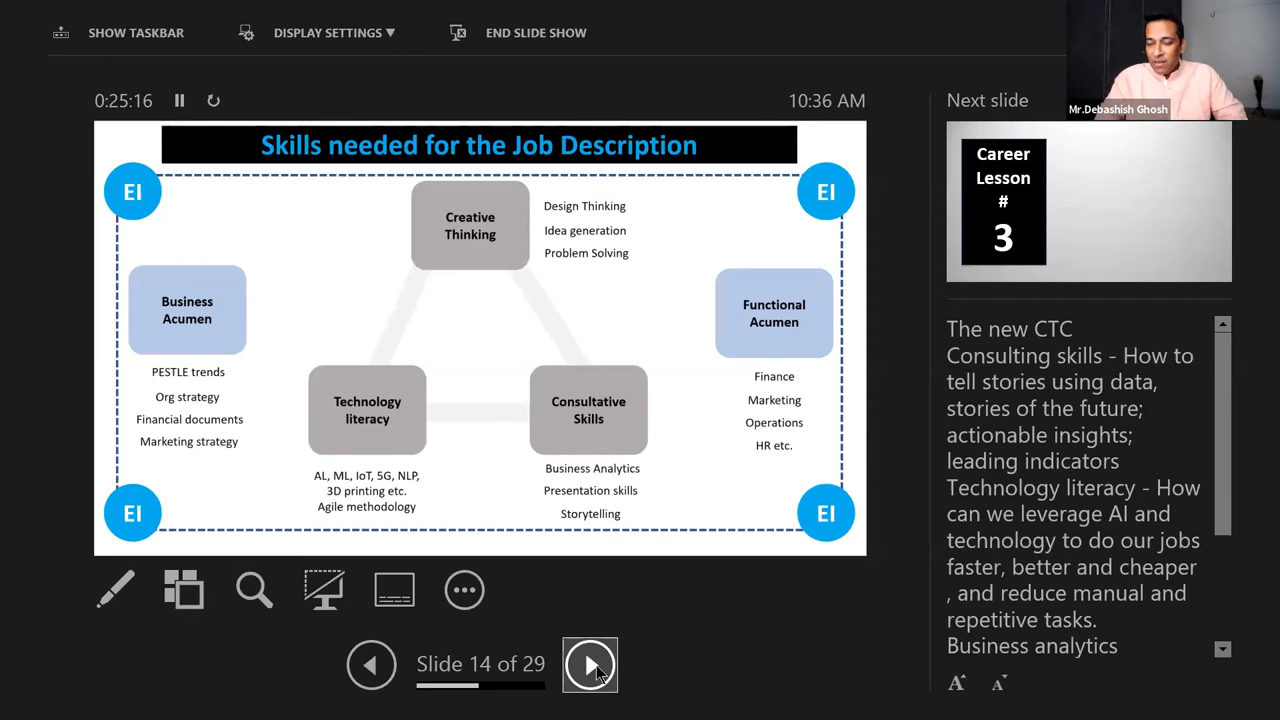 SHOW TASKBAR
DISPLAY SETTINGS ▼
END SLIDE SHOW
0:25:16
10:36 AM
Skills needed for the Job Description
EI
EI
Creative
Thinking
Design Thinking
Idea generation
Problem Solving
Business
Acumen
PESTLE trends
Org strategy
Financial documents
Marketing strategy
Functional
Acumen
Finance
Marketing
Operations
HR etc.
Technology
literacy
AL, ML, IoT, 5G, NLP,
3D printing etc.
Agile methodology
Consultative
Skills
Business Analytics
Presentation skills
Storytelling
EI
EI
Slide 14 of 29
Mr.Debashish Ghosh
Next slide
Career
Lesson
#
3
The new CTC
Consulting skills - How to
tell stories using data,
stories of the future;
actionable insights;
leading indicators
Technology literacy - How
can we leverage AI and
technology to do our jobs
faster, better and cheaper
, and reduce manual and
repetitive tasks.
Business analytics
A
A